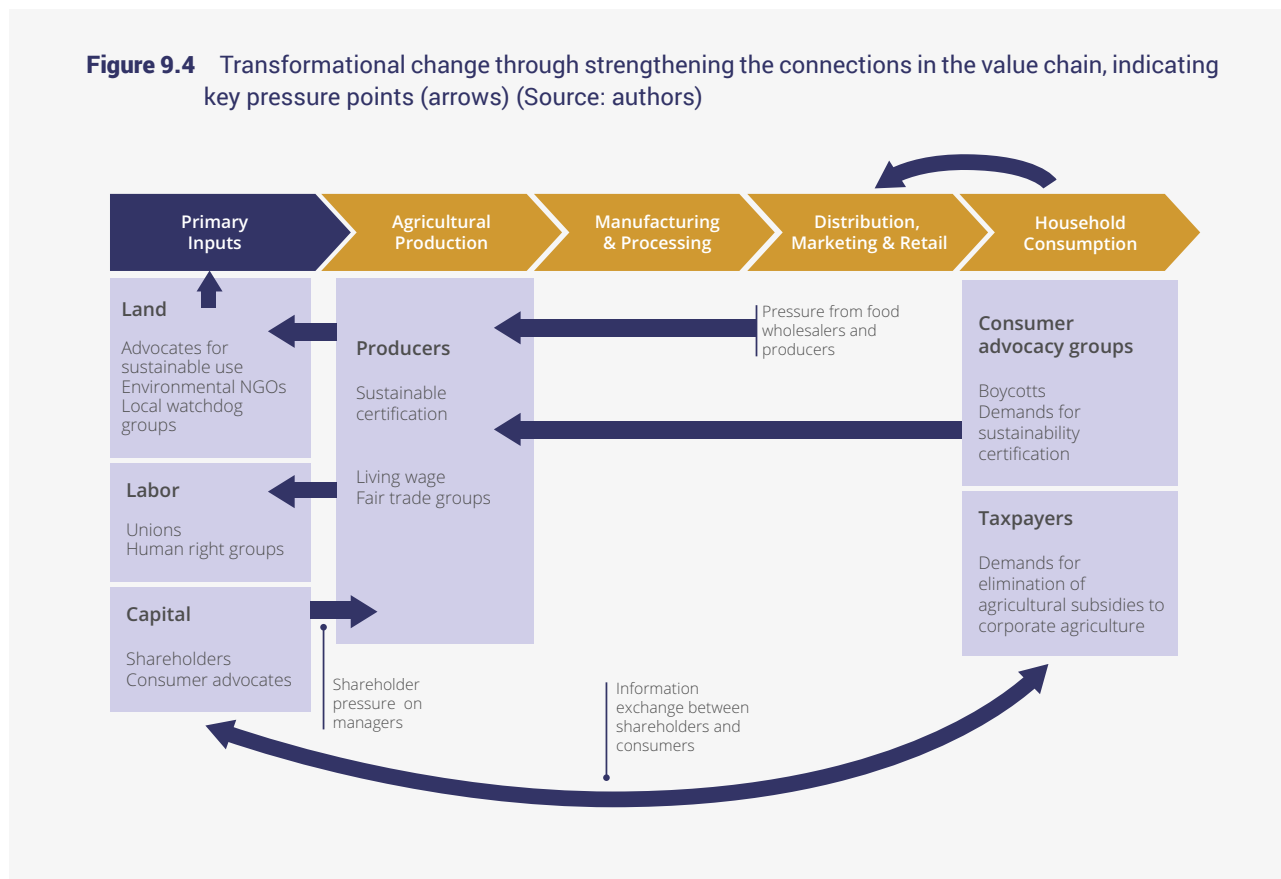 Figure 9.4 Transformational change through strengthening the connections in the value chain, indicating
key pressure points (arrows) (Source: authors)
Primary
Inputs
Agricultural
Production
Manufacturing
& Processing
Distribution,
Marketing & Retail
Household
Consumption
Land
Advocates for
sustainable use
Environmental NGOs
Local watchdog
groups
Labor
Unions
Human right groups
Capital
Shareholders
Consumer advocates
Producers
Sustainable
certification
Living wage
Fair trade groups
Pressure from food
wholesalers and
producers
Consumer
advocacy groups
Boycotts
Demands for
sustainability
certification
Taxpayers
Demands for
elimination of
agricultural subsidies to
corporate agriculture
Shareholder
pressure on
managers
Information
exchange between
shareholders and
consumers